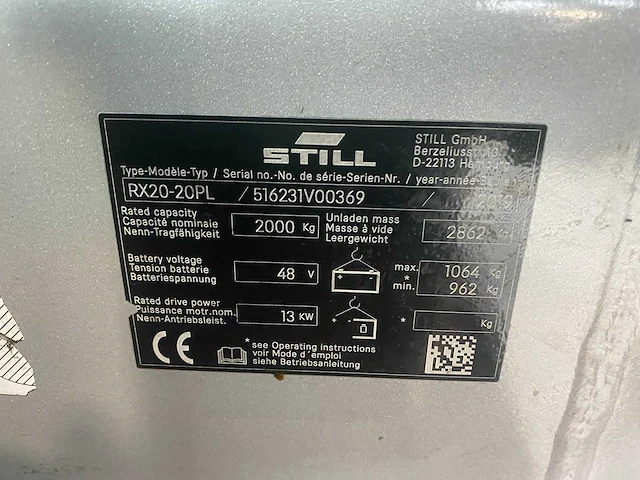 STILL
STILL GmbH
Berzeliusstr.
D-22113 Hamburg
Type-Modèle-Typ / Serial no.-No. de série-Serien-Nr. / year-année-
RX20-20PL / 516231V00369 /
Rated capacity
Capacité nominale
Nenn-Tragfähigkeit
2000 Kg
Unladen mass
Masse à vide
Leergewicht
2862 Kg
Battery voltage
Tension batterie
Batteriespannung
48 V
max. 1064 Kg
*
min. 962 Kg
Rated drive power
Puissance motr.nom.
Nenn-Antriebsleist.
13 KW
* Kg
CE
*see Operating instructions
voir Mode d'emploi
siehe Betriebsanleitung